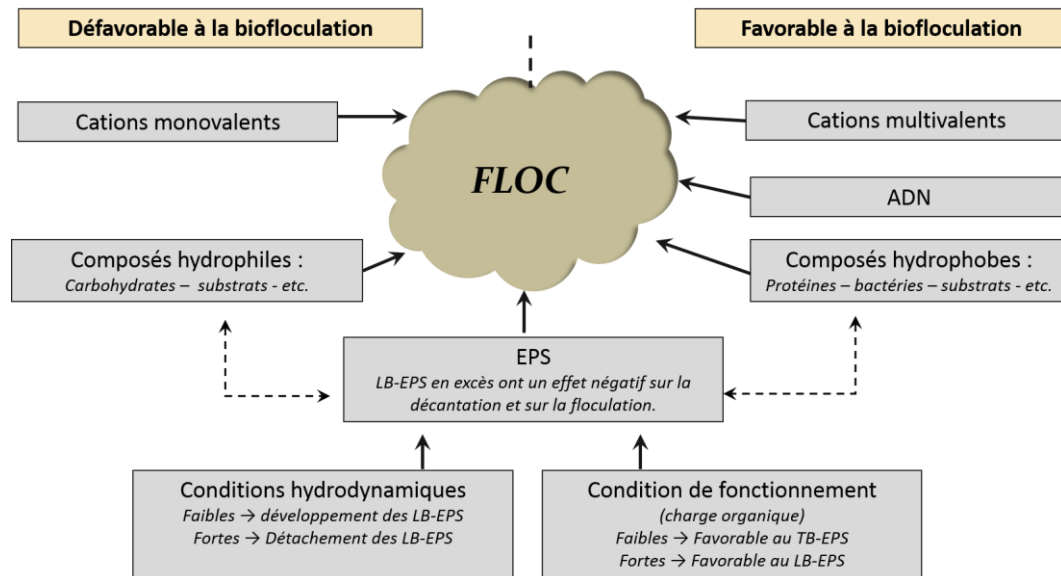 Défavorable à la biofloculation
Favorable à la biofloculation
Cations monovalents
Cations multivalents
FLOC
ADN
Composés hydrophiles :
Carbohydrates – substrats - etc.
Composés hydrophobes :
Protéines – bactéries – substrats - etc.
EPS
LB-EPS en excès ont un effet négatif sur la
décantation et sur la floculation.
Conditions hydrodynamiques
Faibles → développement des LB-EPS
Fortes → Détachement des LB-EPS
Condition de fonctionnement
(charge organique)
Faibles → Favorable au TB-EPS
Fortes → Favorable au LB-EPS